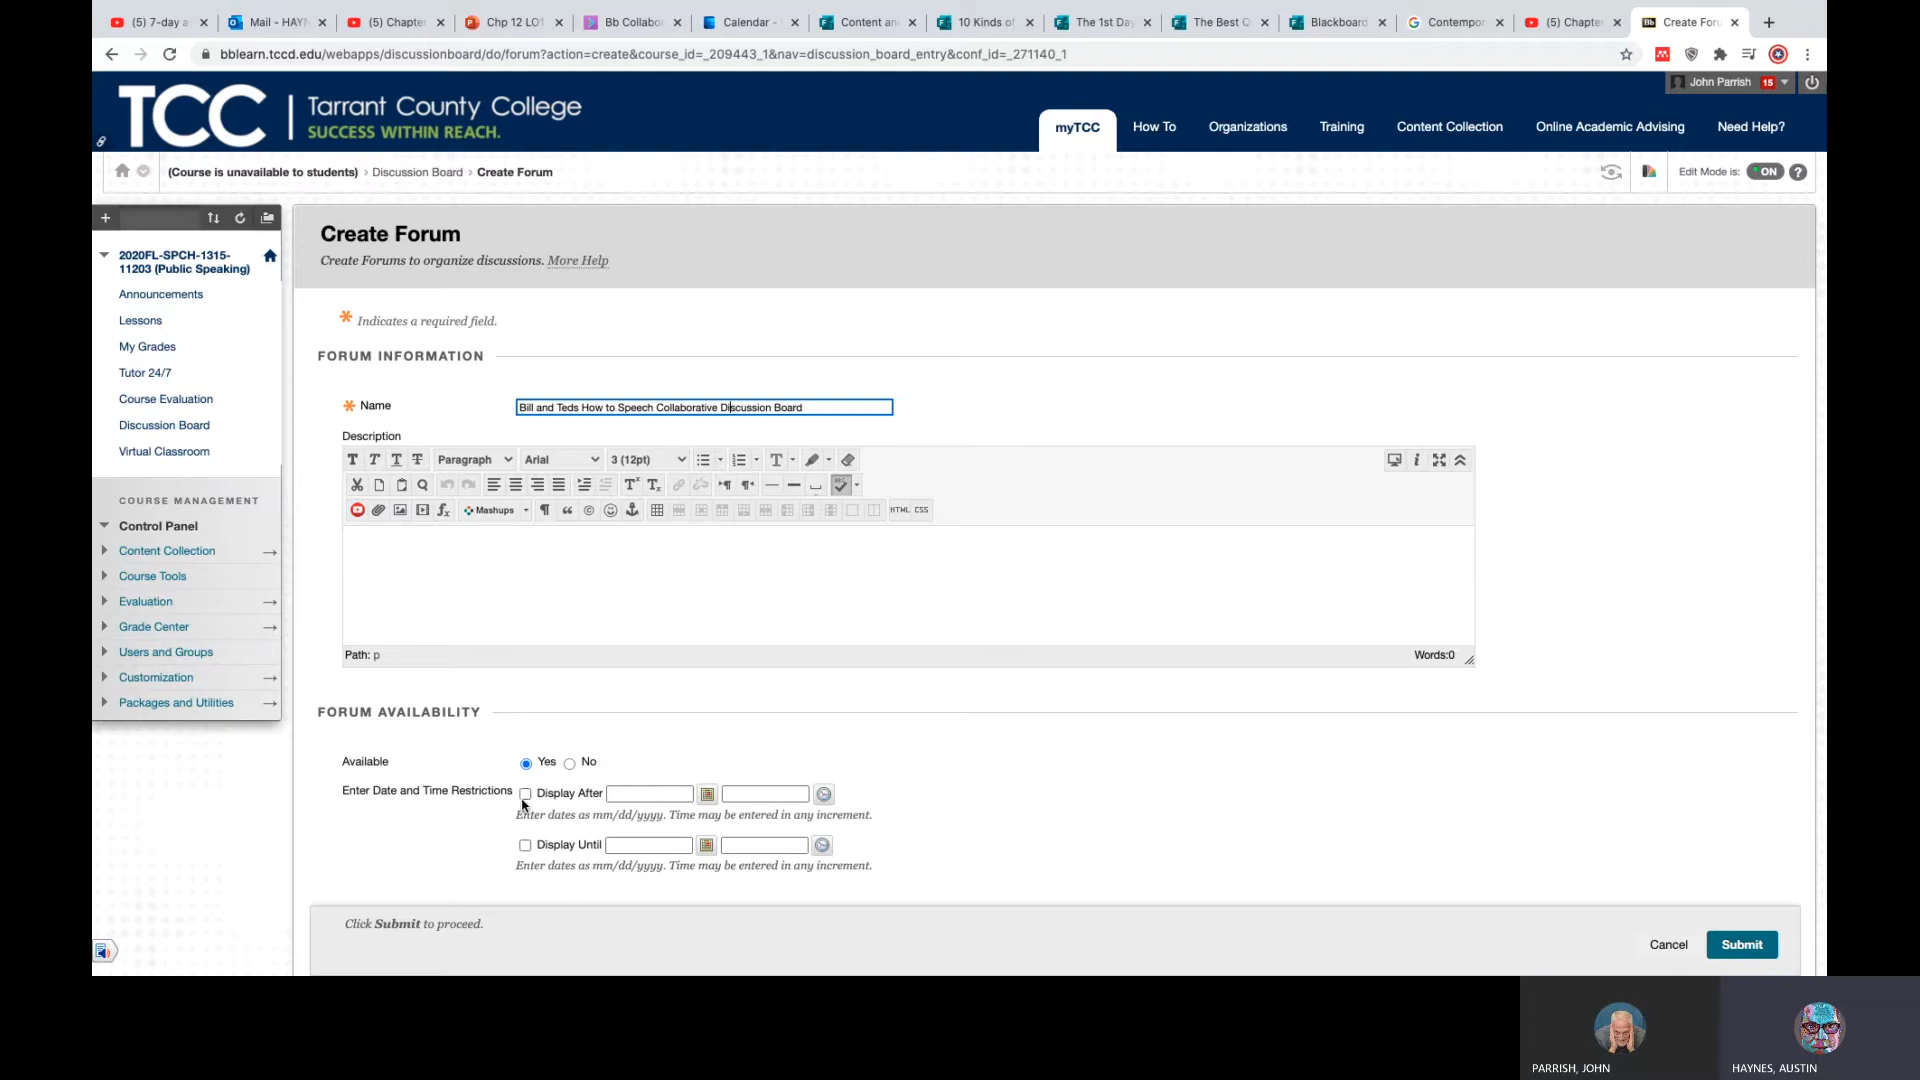 (5) 7-day a
Mail - HAYN
(5) Chapter
Chp 12 LO1
Bb Collabo
Calendar -
Content an
10 Kinds of
The 1st Day
The Best Q
Blackboard
Contempor
(5) Chapter
Bb Create Foru
bblearn.tccd.edu/webapps/discussionboard/do/forum?action=create&course_id=_209443_1&nav=discussion_board_entry&conf_id=_271140_1
John Parrish 15
TCC Tarrant County College
SUCCESS WITHIN REACH.
myTCC How To Organizations Training Content Collection Online Academic Advising Need Help?
(Course is unavailable to students) Discussion Board Create Forum
Edit Mode is: ON ?
2020FL-SPCH-1315-
11203 (Public Speaking)
Announcements
Lessons
My Grades
Tutor 24/7
Course Evaluation
Discussion Board
Virtual Classroom
COURSE MANAGEMENT
Control Panel
Content Collection
Course Tools
Evaluation
Grade Center
Users and Groups
Customization
Packages and Utilities
Create Forum
Create Forums to organize discussions. More Help
Indicates a required field.
FORUM INFORMATION
Name Bill and Teds How to Speech Collaborative Discussion Board
Description
Paragraph Arial 3 (12pt)
Mashups HTML CSS
Path: p Words:0
FORUM AVAILABILITY
Available Yes No
Enter Date and Time Restrictions Display After
Enter dates as mm/dd/yyyy. Time may be entered in any increment.
Display Until
Enter dates as mm/dd/yyyy. Time may be entered in any increment.
Click Submit to proceed.
Cancel Submit
PARRISH, JOHN HAYNES, AUSTIN